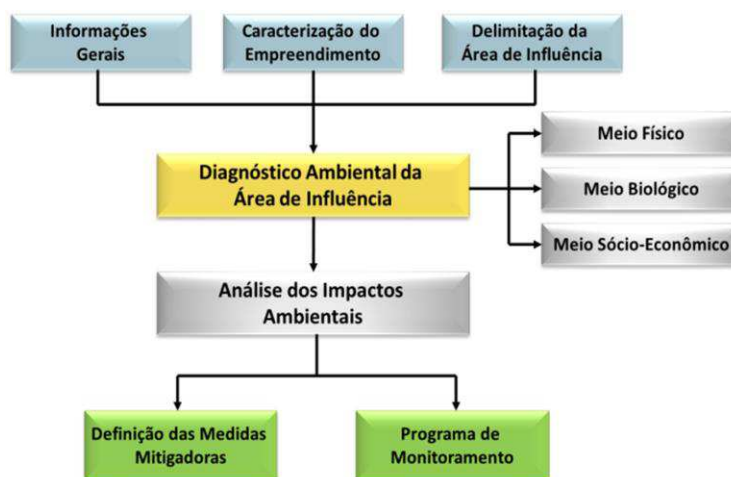 Informações
Gerais
Caracterização do
Empreendimento
Delimitação da
Área de Influência
Diagnóstico Ambiental da
Área de Influência
Meio Físico
Meio Biológico
Meio Sócio-Econômico
Análise dos Impactos
Ambientais
Definição das Medidas
Mitigadoras
Programa de
Monitoramento